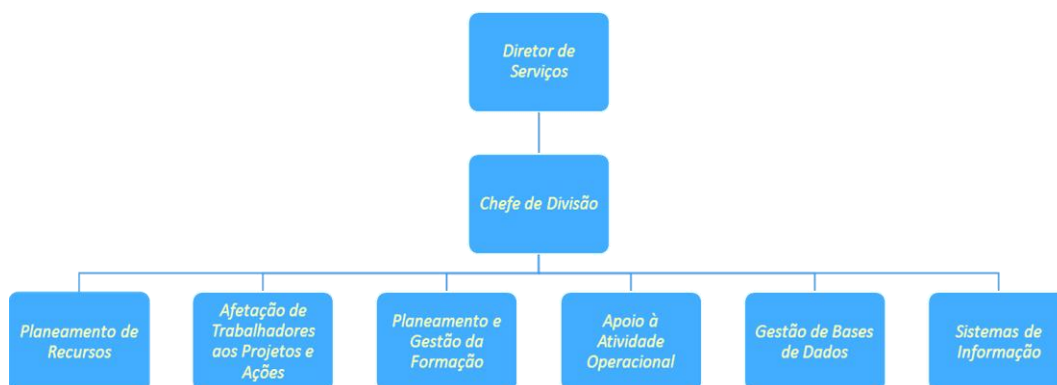 Diretor de
Serviços
Chefe de Divisão
Planeamento de
Recursos
Afetação de
Trabalhadores
aos Projetos e
Ações
Planeamento e
Gestão da
Formação
Apoio à
Atividade
Operacional
Gestão de Bases
de Dados
Sistemas de
Informação